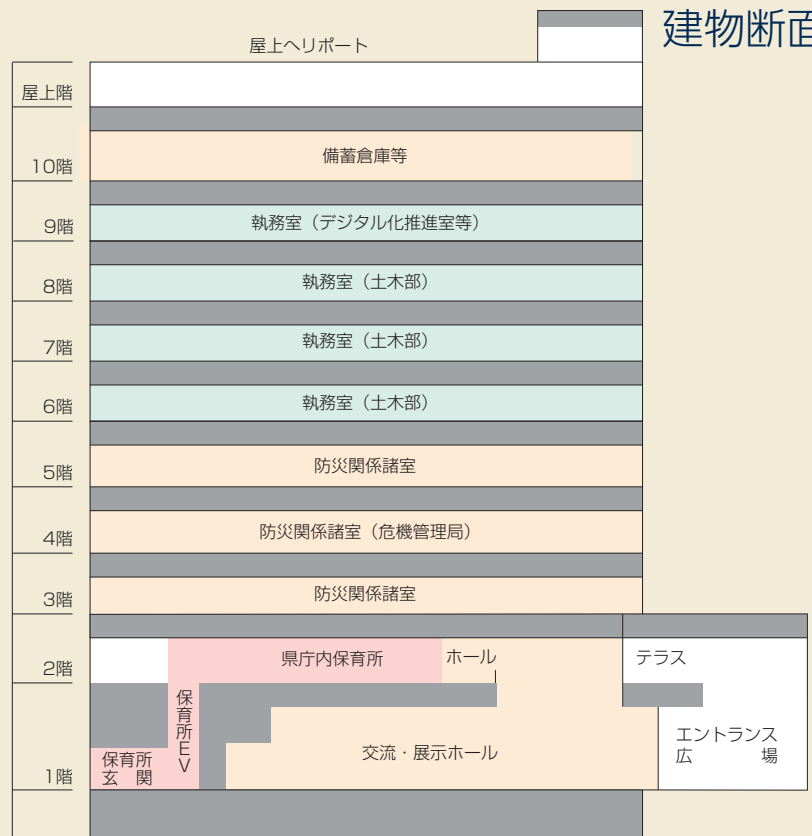 建物断面
屋上ヘリポート
屋上階
10階
備蓄倉庫等
9階
執務室（デジタル化推進室等）
8階
執務室（土木部）
7階
執務室（土木部）
6階
執務室（土木部）
5階
防災関係諸室
4階
防災関係諸室（危機管理局）
3階
防災関係諸室
2階
県庁内保育所
ホール
テラス
保育所EV
1階
保育所
玄　関
交流・展示ホール
エントランス
広　　　場